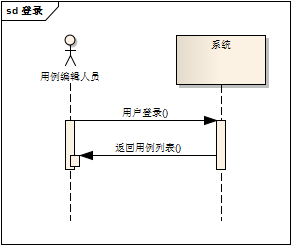 sd 登录
系统
用例编辑人员
用户登录()
返回用例列表()